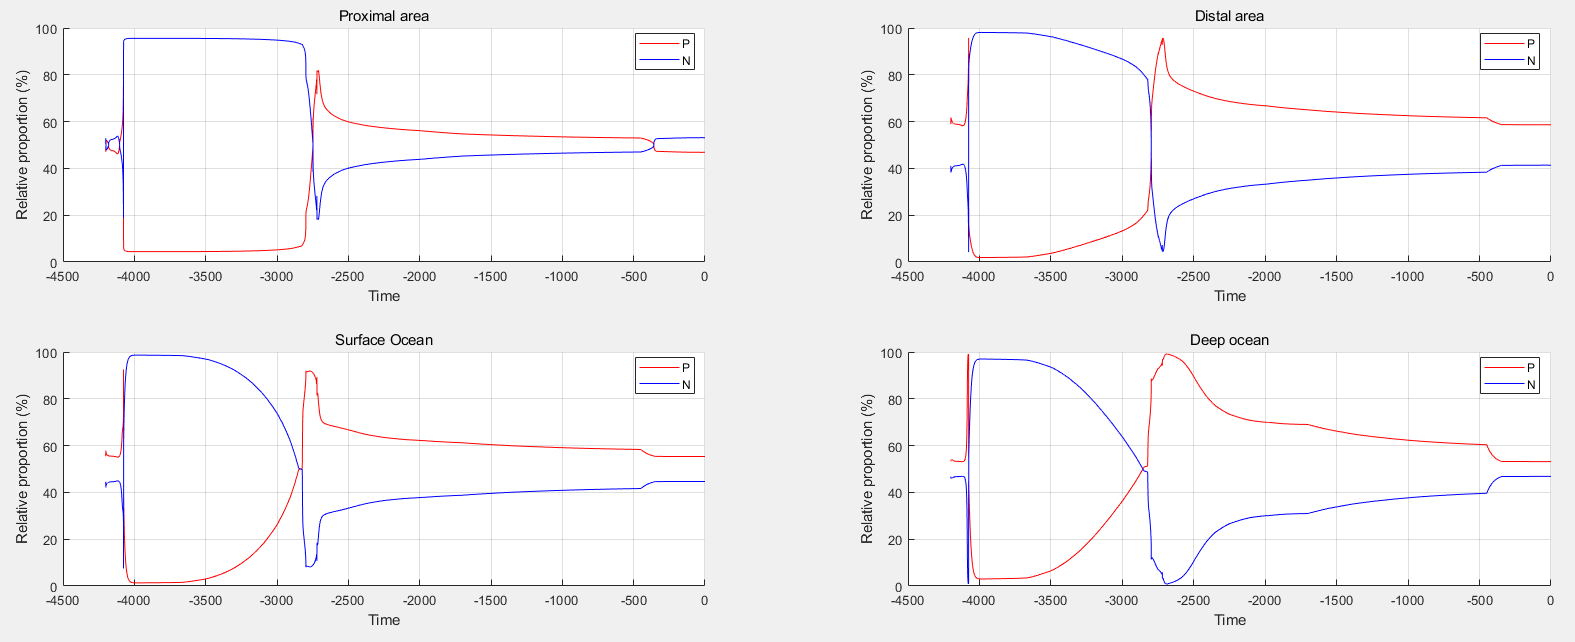 Proximal area
Relative proportion (%)
100
80
60
40
20
0
-4500 -4000 -3500 -3000 -2500 -2000 -1500 -1000 -500 0
Time
P
N
Distal area
Relative proportion (%)
100
80
60
40
20
0
-4500 -4000 -3500 -3000 -2500 -2000 -1500 -1000 -500 0
Time
P
N
Surface Ocean
Relative proportion (%)
100
80
60
40
20
0
-4500 -4000 -3500 -3000 -2500 -2000 -1500 -1000 -500 0
Time
P
N
Deep ocean
Relative proportion (%)
100
80
60
40
20
0
-4500 -4000 -3500 -3000 -2500 -2000 -1500 -1000 -500 0
Time
P
N